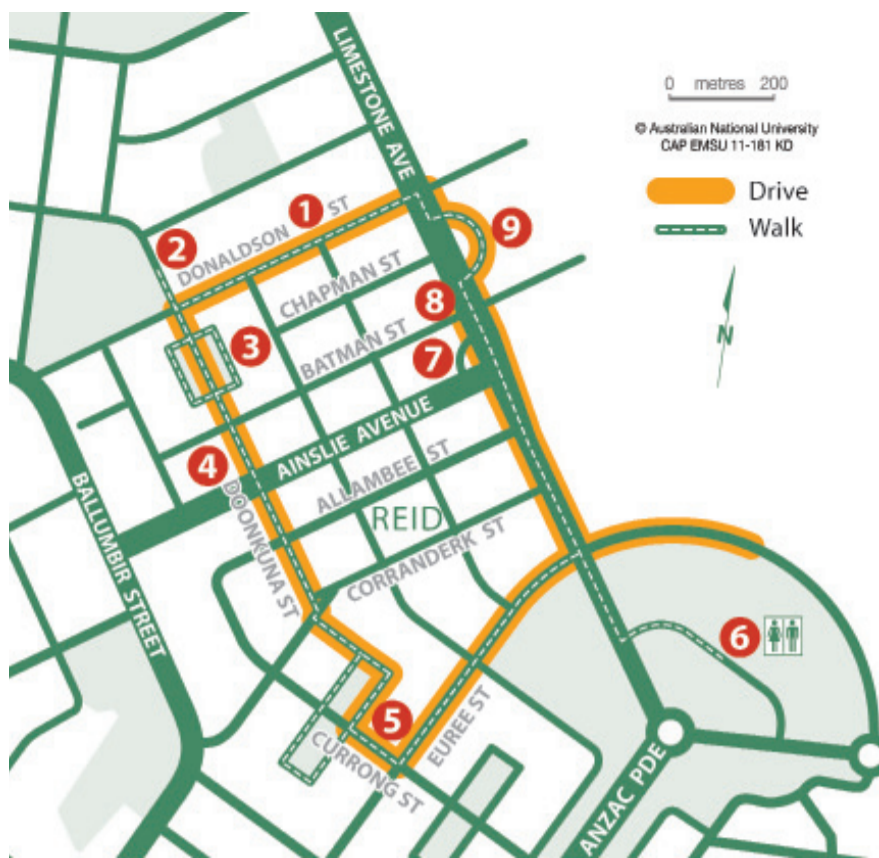 LIMESTONE AVE
0 metres 200
© Australian National University
CAP EMSU 11-181 KD
Drive
Walk
N
1
DONALDSON ST
2
9
CHAPMAN ST
8
3
BATMAN ST
7
4
AINSLIE AVENUE
ALLAMBEE ST
REID
BALLUMBIR STREET
DOONKUNA ST
CORRANDERK ST
6
5
EUREE ST
CURRONG ST
ANZAC PDE